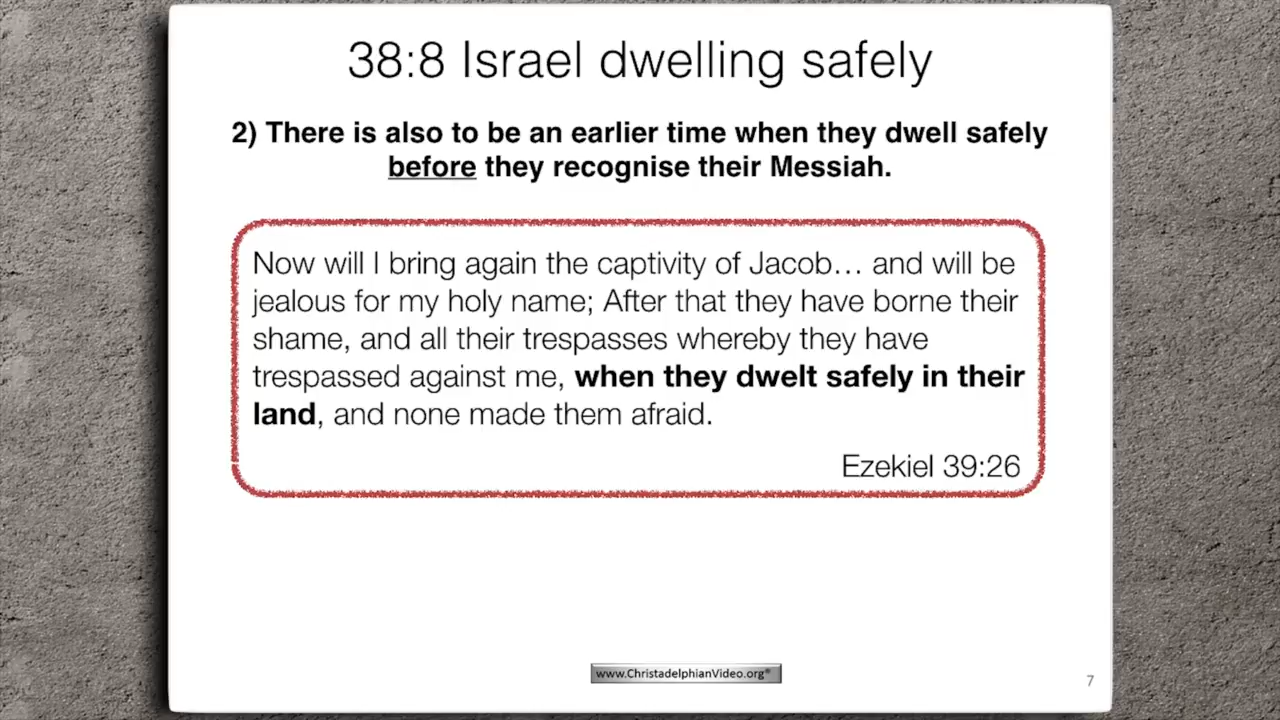 38:8 Israel dwelling safely
2) There is also to be an earlier time when they dwell safely
before they recognise their Messiah.
Now will I bring again the captivity of Jacob... and will be
jealous for my holy name; After that they have borne their
shame, and all their trespasses whereby they have
trespassed against me, when they dwelt safely in their
land, and none made them afraid.
Ezekiel 39:26
www.ChristadelphianVideo.org®
7